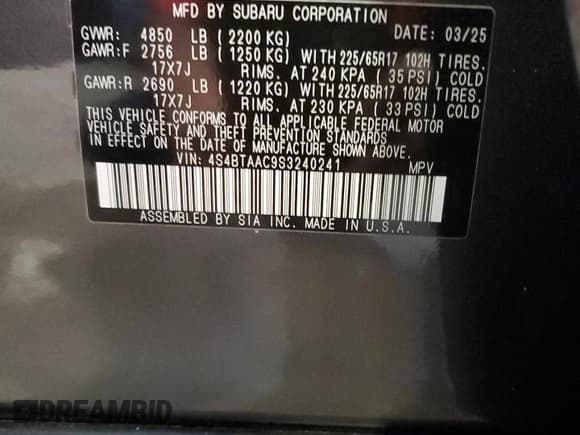 MFD BY SUBARU CORPORATION DATE: 03/25
GVWR: 4850 LB (2200 KG)
GAWR:F 2756 LB (1250 KG) WITH 225/65R17 102H TIRES.
17X7J RIMS. AT 240 KPA (35 PSI) COLD
GAWR:R 2690 LB (1220 KG) WITH 225/65R17 102H TIRES.
17X7J RIMS. AT 230 KPA (33 PSI) COLD
THIS VEHICLE CONFORMS TO ALL APPLICABLE FEDERAL MOTOR
VEHICLE SAFETY AND THEFT PREVENTION STANDARDS
IN EFFECT ON THE DATE OF MANUFACTURE SHOWN ABOVE.
VIN: 4S4BTAAC9S3240241 MPV
ASSEMBLED BY SIA INC. MADE IN U.S.A.
DREAMBID